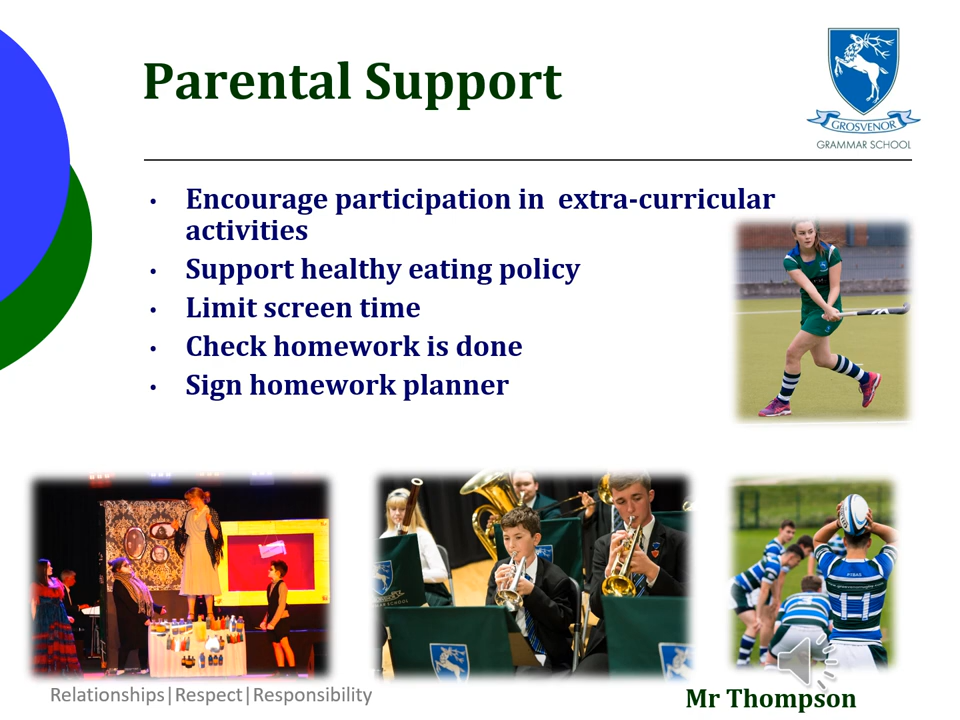 Parental Support
GROSVENOR
GRAMMAR SCHOOL
• Encourage participation in  extra-curricular
activities
• Support healthy eating policy
• Limit screen time
• Check homework is done
• Sign homework planner
11
Relationships|Respect|Responsibility
Mr Thompson